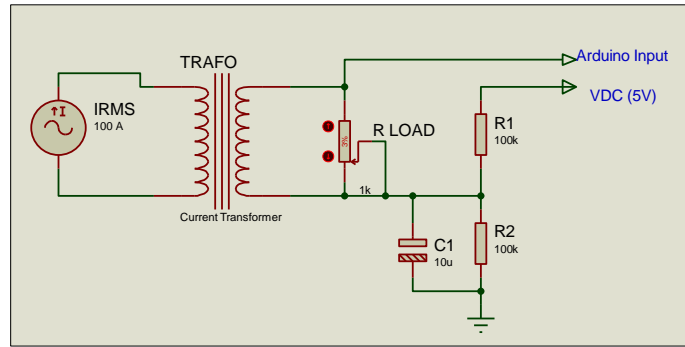 TRAFO
Arduino Input
VDC (5V)
IRMS
100 A
3%
R LOAD
1k
R1
100k
Current Transformer
C1
10u
R2
100k